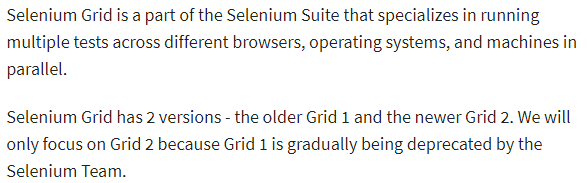 Selenium Grid is a part of the Selenium Suite that specializes in running
multiple tests across different browsers, operating systems, and machines in
parallel.
Selenium Grid has 2 versions - the older Grid 1 and the newer Grid 2. We will
only focus on Grid 2 because Grid 1 is gradually being deprecated by the
Selenium Team.